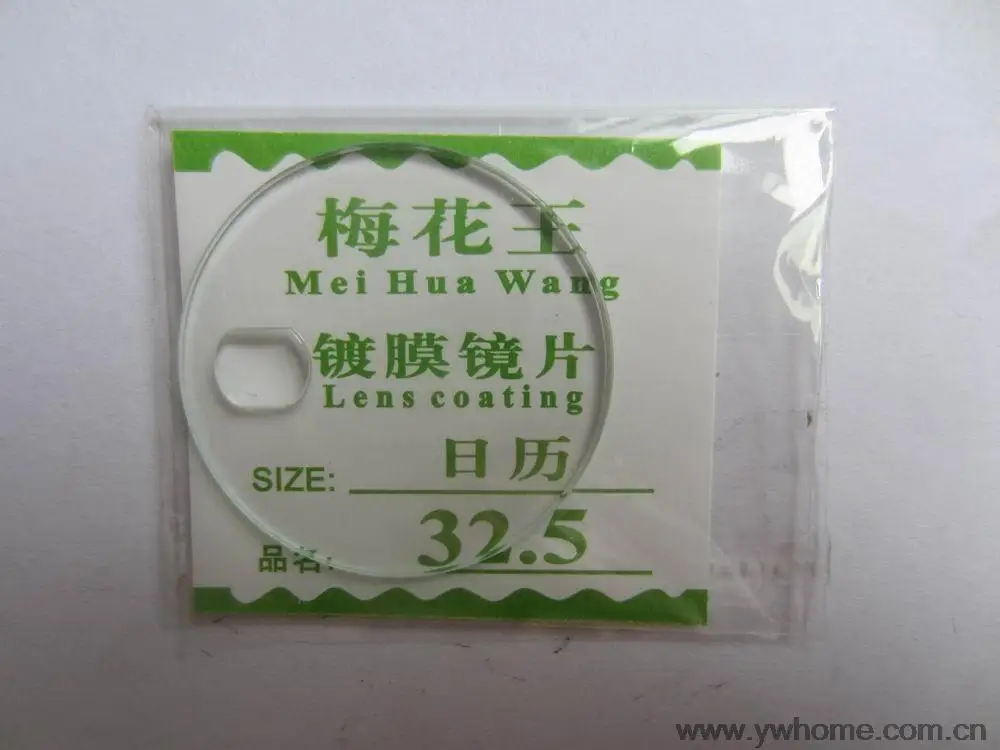 梅花王
Mei Hua Wang
镀膜镜片
Lens coating
SIZE: 日历
品名: 32.5
www.ywhome.com.cn